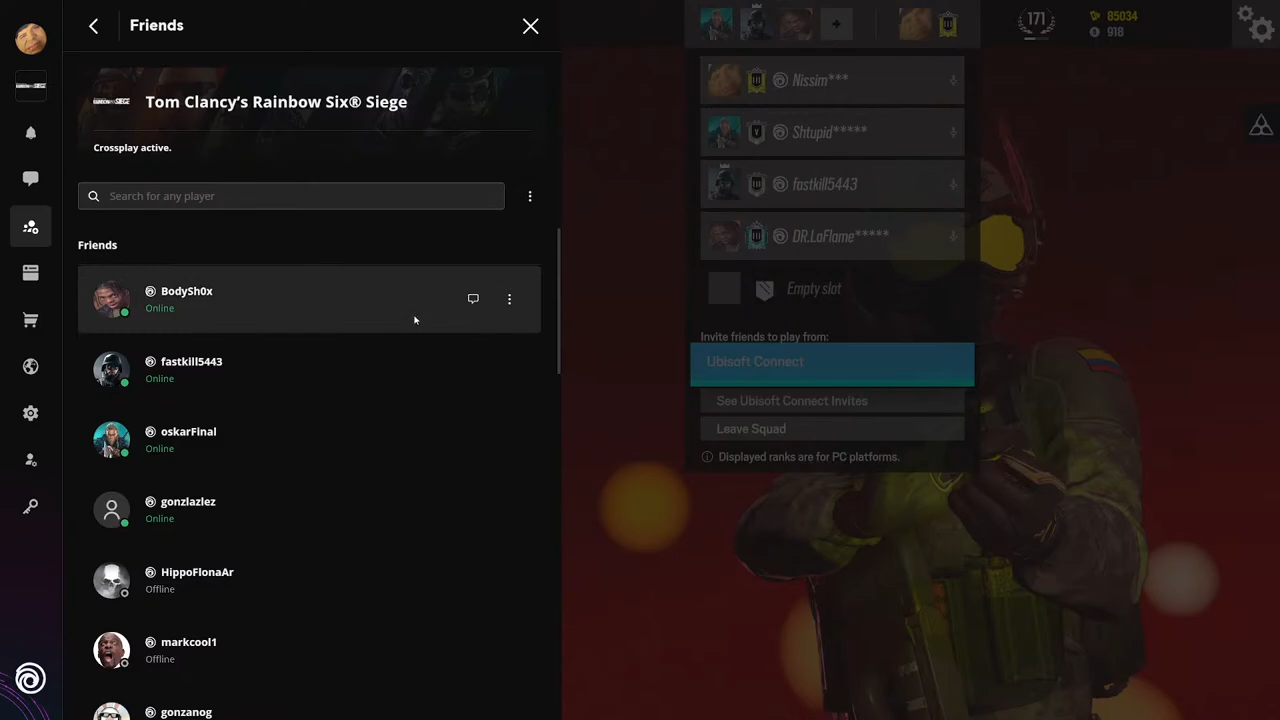 Friends
Tom Clancy's Rainbow Six® Siege
Crossplay active.
Search for any player
Friends
BodySh0x
Online
fastkill5443
Online
oskarFinal
Online
gonzlazlez
Online
HippoFlonaAr
Offline
markcool1
Offline
gonzanog
171
85034
918
Nissim***
Shtupid*****
fastkill5443
DR.LaFlame*****
Empty slot
Invite friends to play from:
Ubisoft Connect
See Ubisoft Connect Invites
Leave Squad
Displayed ranks are for PC platforms.